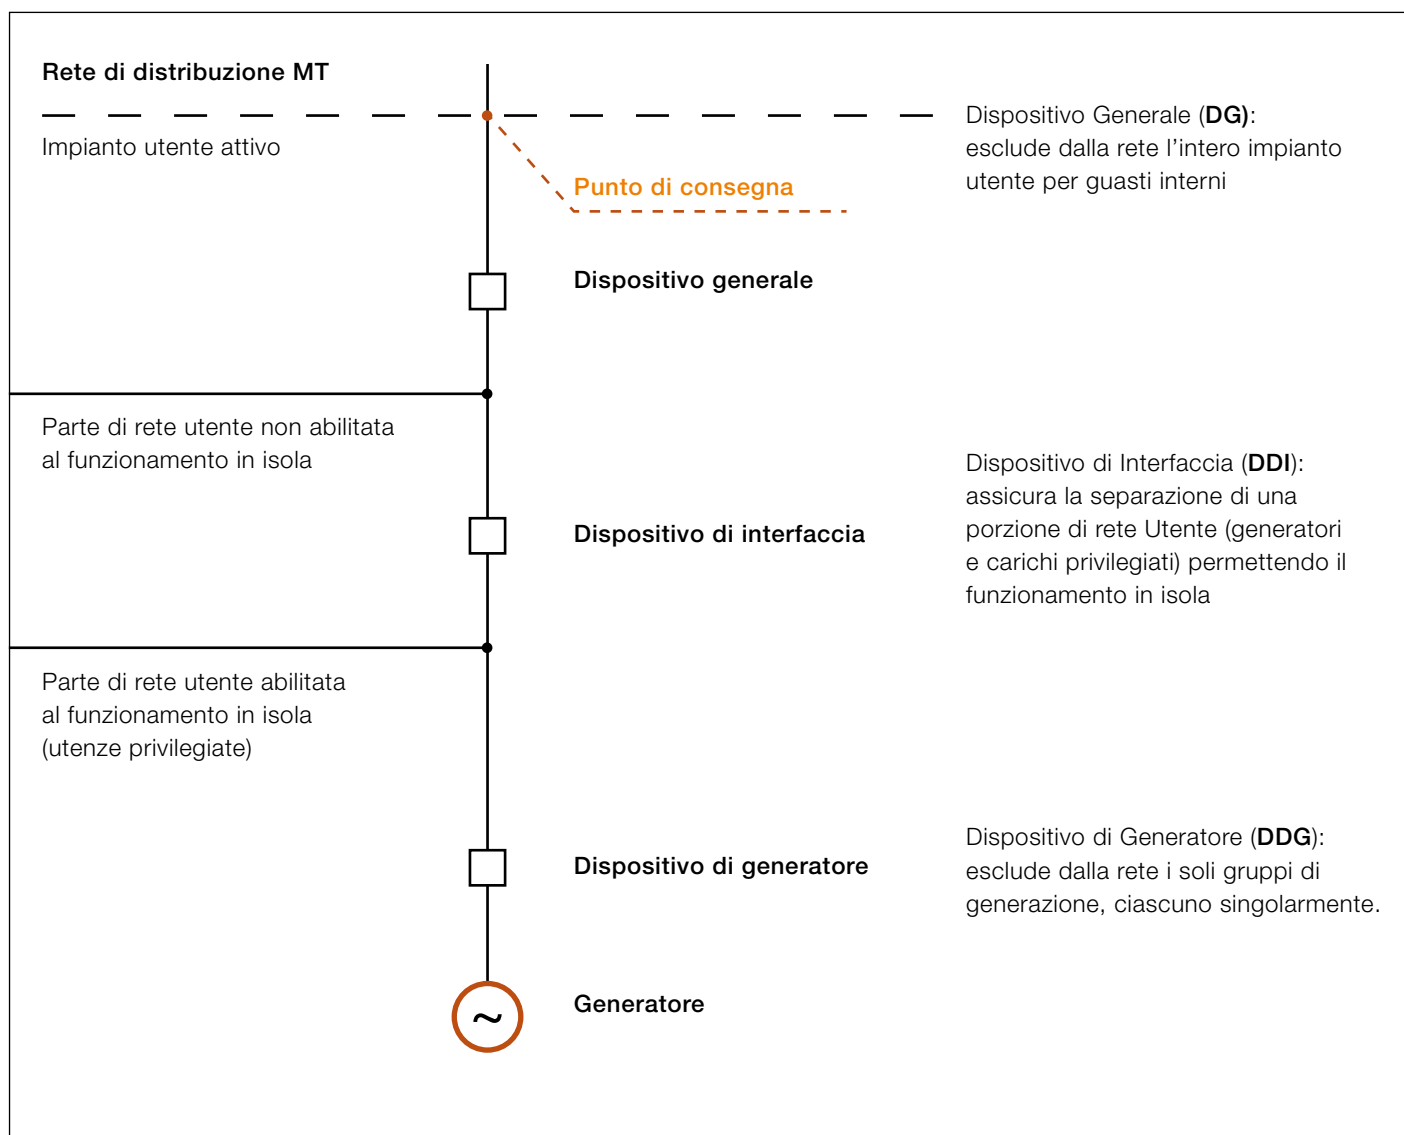 Rete di distribuzione MT
Impianto utente attivo
Dispositivo Generale (DG):
esclude dalla rete l’intero impianto
utente per guasti interni
Punto di consegna
Dispositivo generale
Parte di rete utente non abilitata
al funzionamento in isola
Dispositivo di interfaccia
Dispositivo di Interfaccia (DDI):
assicura la separazione di una
porzione di rete Utente (generatori
e carichi privilegiati) permettendo il
funzionamento in isola
Parte di rete utente abilitata
al funzionamento in isola
(utenze privilegiate)
Dispositivo di generatore
Dispositivo di Generatore (DDG):
esclude dalla rete i soli gruppi di
generazione, ciascuno singolarmente.
~
Generatore